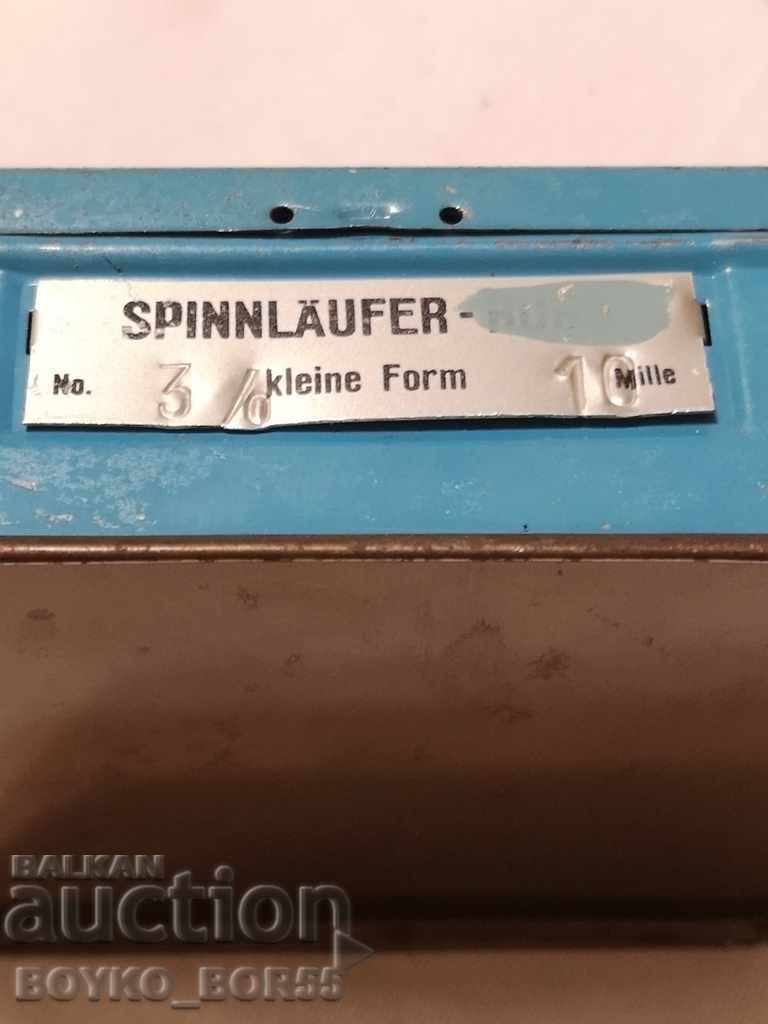 SPINNLÄUFER -
No. 3 /0 kleine Form 10 Mille
BALKAN
auction
BOYKO_BOR55